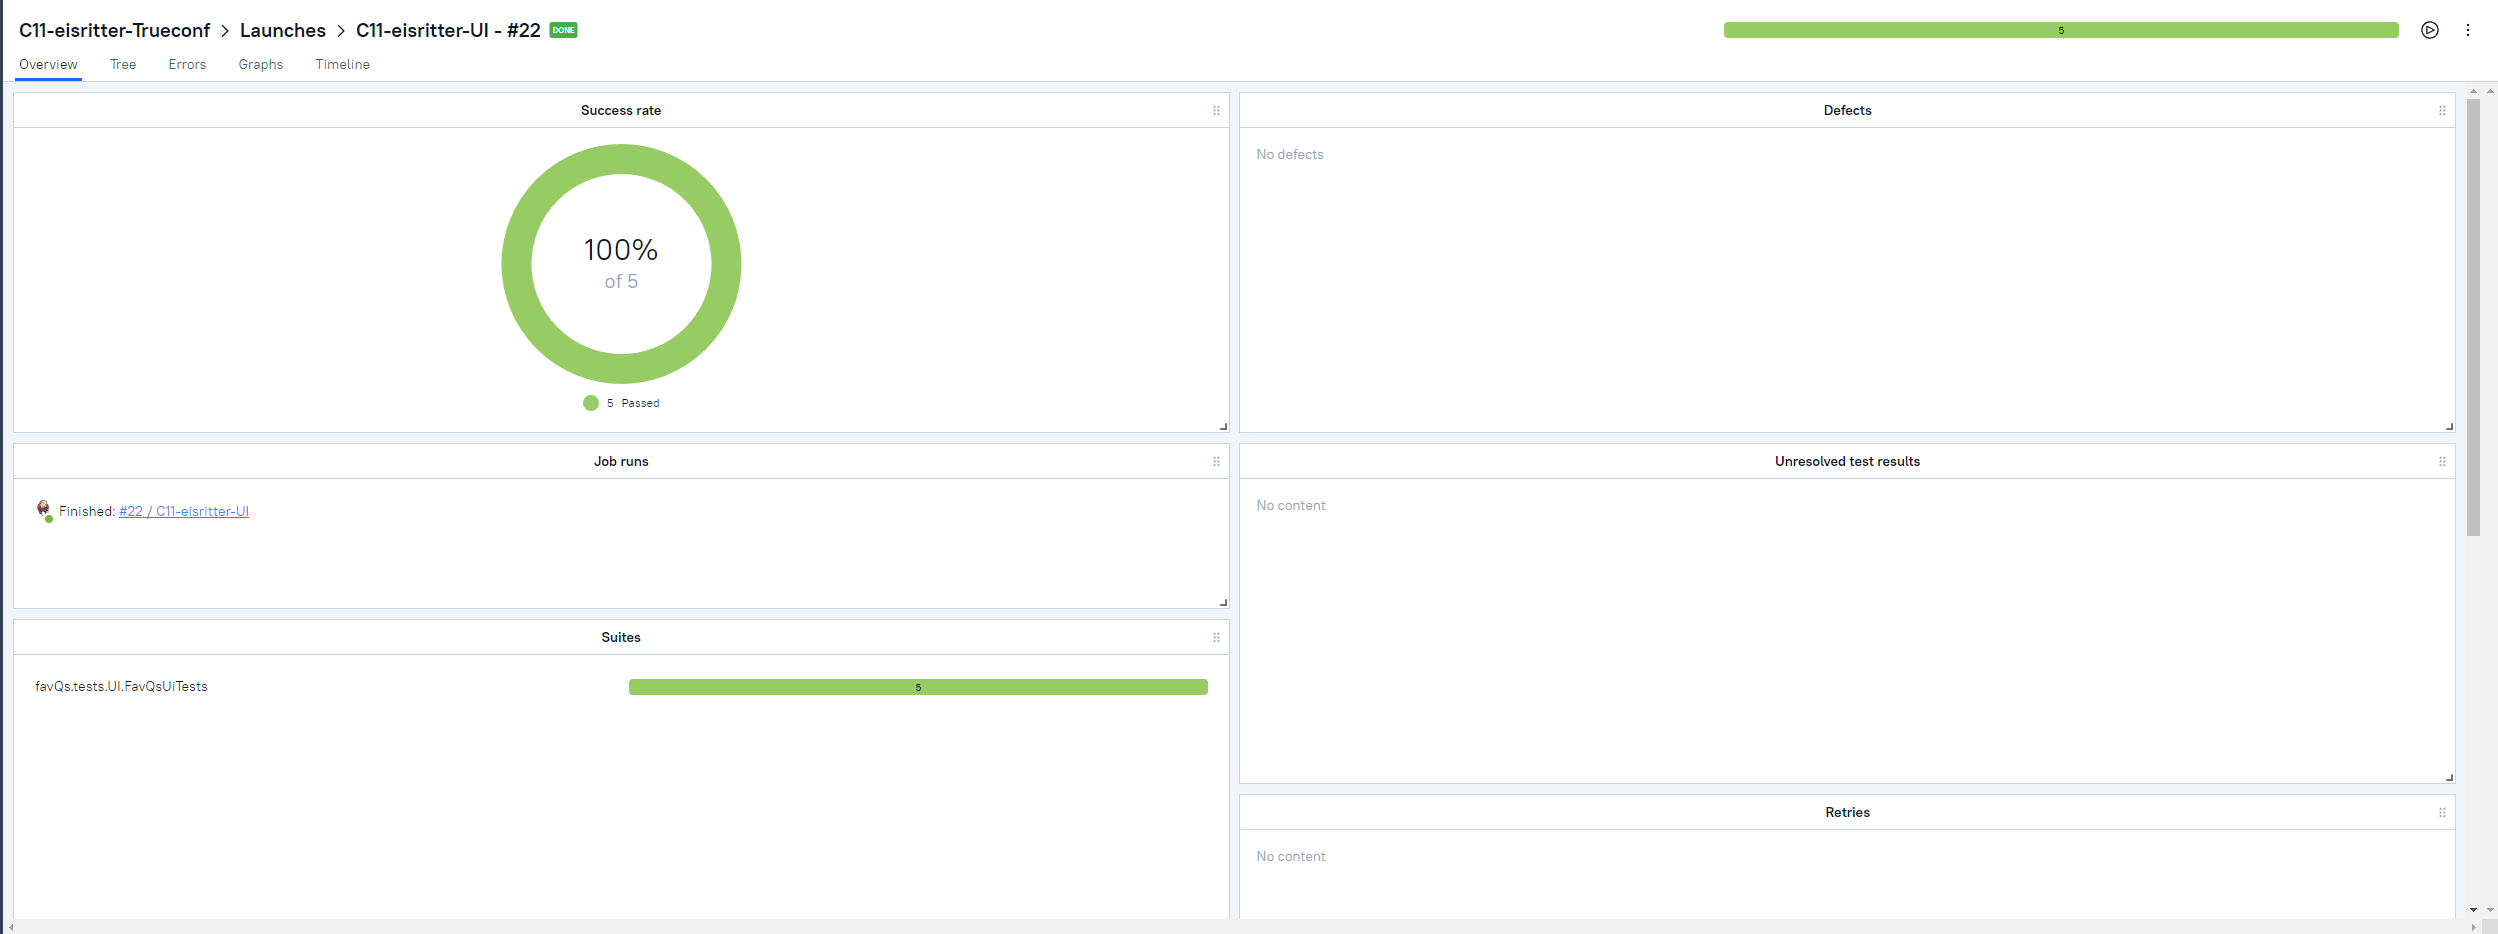 C11-eisritter-Trueconf > Launches > C11-eisritter-UI - #22 DONE
5
Overview Tree Errors Graphs Timeline
Success rate
100%
of 5
5 Passed
Defects
No defects
Job runs
Finished: #22 / C11-eisritter-UI
Unresolved test results
No content
Suites
favQs.tests.UI.FavQsUiTests 5
Retries
No content